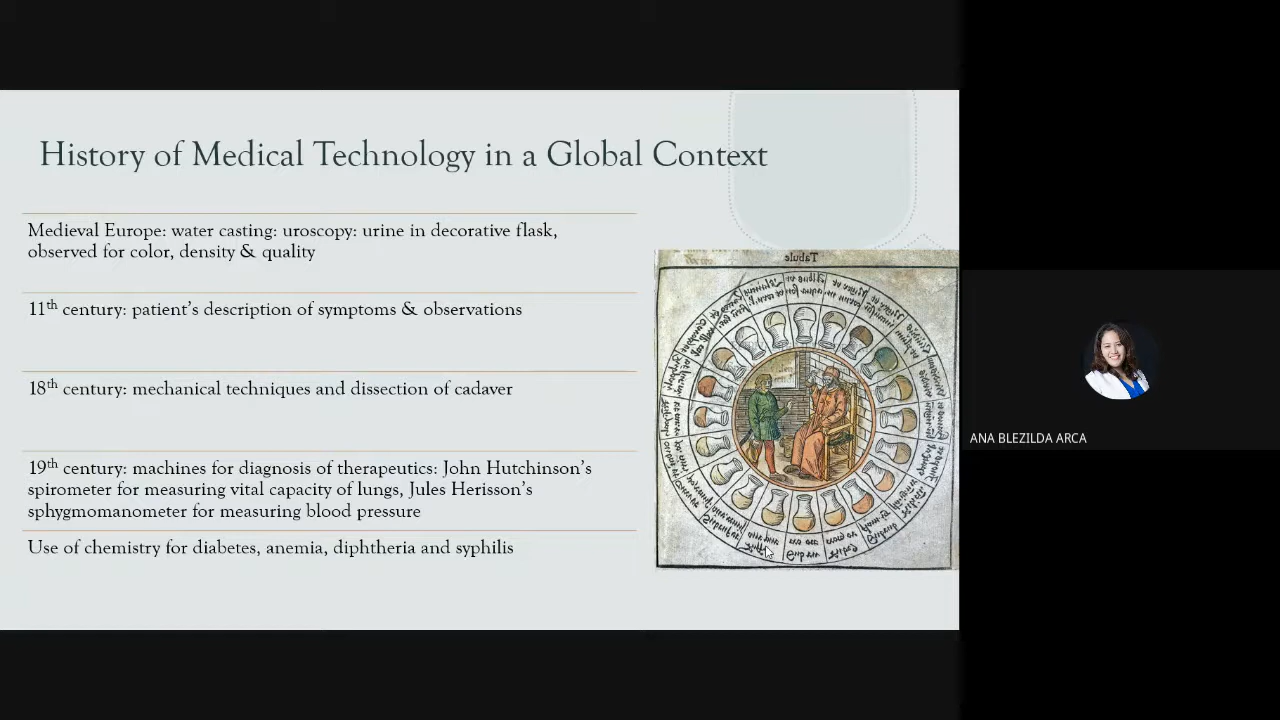 History of Medical Technology in a Global Context
Medieval Europe: water casting: uroscopy: urine in decorative flask,
observed for color, density & quality
11th century: patient's description of symptoms & observations
18th century: mechanical techniques and dissection of cadaver
19th century: machines for diagnosis of therapeutics: John Hutchinson's
spirometer for measuring vital capacity of lungs, Jules Herisson's
sphygmomanometer for measuring blood pressure
Use of chemistry for diabetes, anemia, diphtheria and syphilis
Tabule
ANA BLEZILDA ARCA